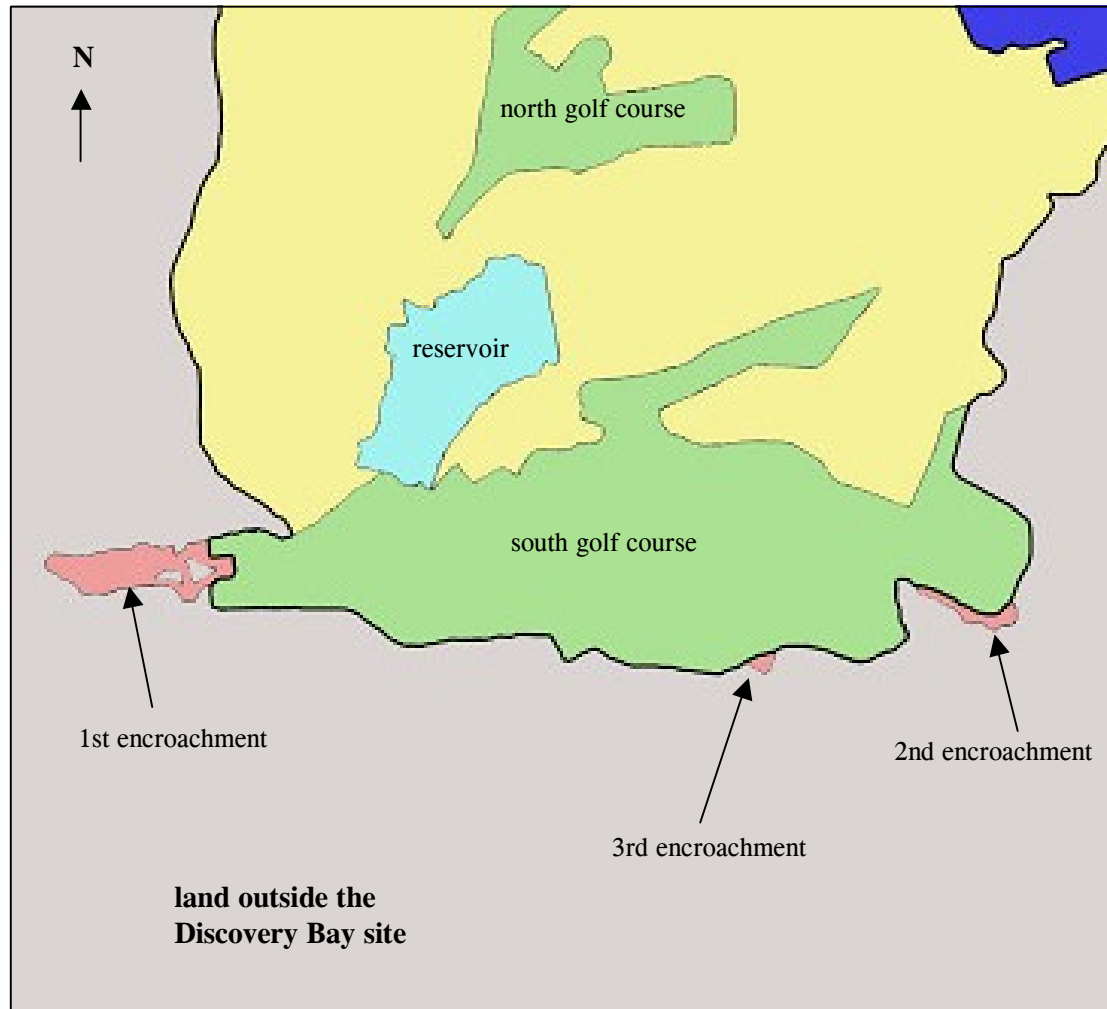 N
north golf course
reservoir
south golf course
1st encroachment
2nd encroachment
3rd encroachment
land outside the
Discovery Bay site